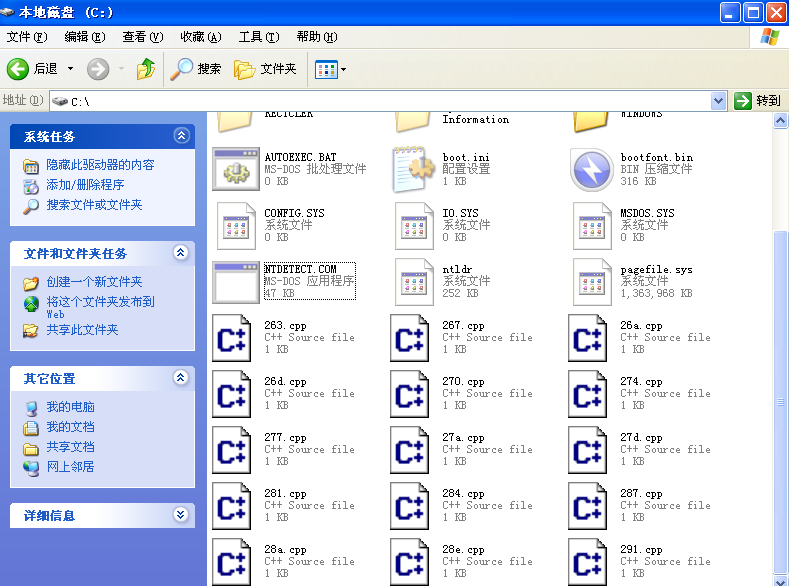 本地磁盘 (C:)
文件(F) 编辑(E) 查看(V) 收藏(A) 工具(T) 帮助(H)
后退 搜索 文件夹
地址(D) C:\ 转到
系统任务
隐藏此驱动器的内容
添加/删除程序
搜索文件或文件夹
文件和文件夹任务
创建一个新文件夹
将这个文件夹发布到
Web
共享此文件夹
其它位置
我的电脑
我的文档
共享文档
网上邻居
详细信息
RECYCLER Information WINDOWS
AUTOEXEC.BAT boot.ini bootfont.bin
MS-DOS 批处理文件 配置设置 BIN 压缩文件
0 KB 1 KB 316 KB
CONFIG.SYS IO.SYS MSDOS.SYS
系统文件 系统文件 系统文件
0 KB 0 KB 0 KB
NTDETECT.COM ntldr pagefile.sys
MS-DOS 应用程序 系统文件 系统文件
47 KB 252 KB 1,363,968 KB
263.cpp 267.cpp 26a.cpp
C++ Source file C++ Source file C++ Source file
1 KB 1 KB 1 KB
26d.cpp 270.cpp 274.cpp
C++ Source file C++ Source file C++ Source file
1 KB 1 KB 1 KB
277.cpp 27a.cpp 27d.cpp
C++ Source file C++ Source file C++ Source file
1 KB 1 KB 1 KB
281.cpp 284.cpp 287.cpp
C++ Source file C++ Source file C++ Source file
1 KB 1 KB 1 KB
28a.cpp 28e.cpp 291.cpp
C++ Source file C++ Source file C++ Source file
1 KB 1 KB 1 KB